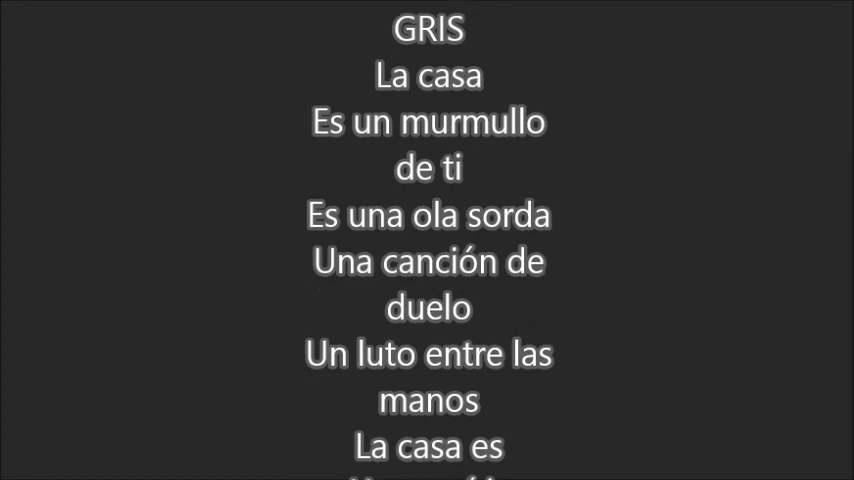 GRIS
La casa
Es un murmullo
de ti
Es una ola sorda
Una canción de
duelo
Un luto entre las
manos
La casa es